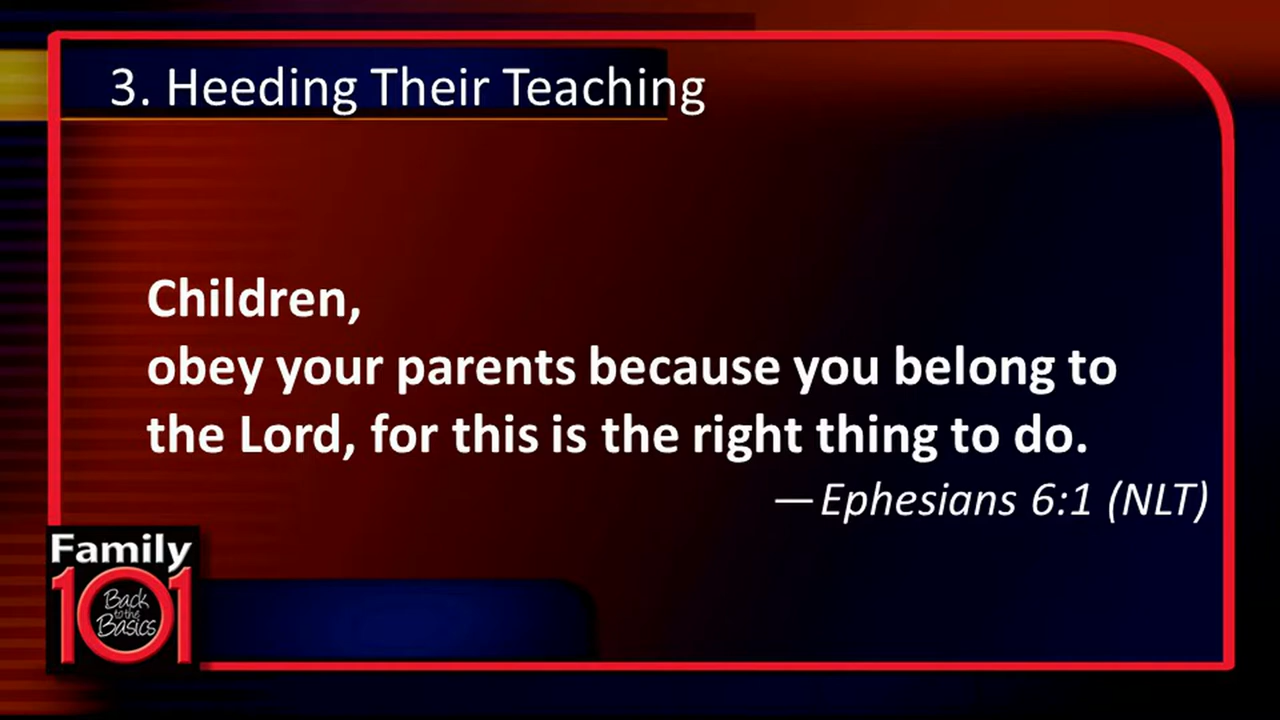 3. Heeding Their Teaching
Children,
obey your parents because you belong to
the Lord, for this is the right thing to do.
—Ephesians 6:1 (NLT)
Family
101
Back
to the
Basics